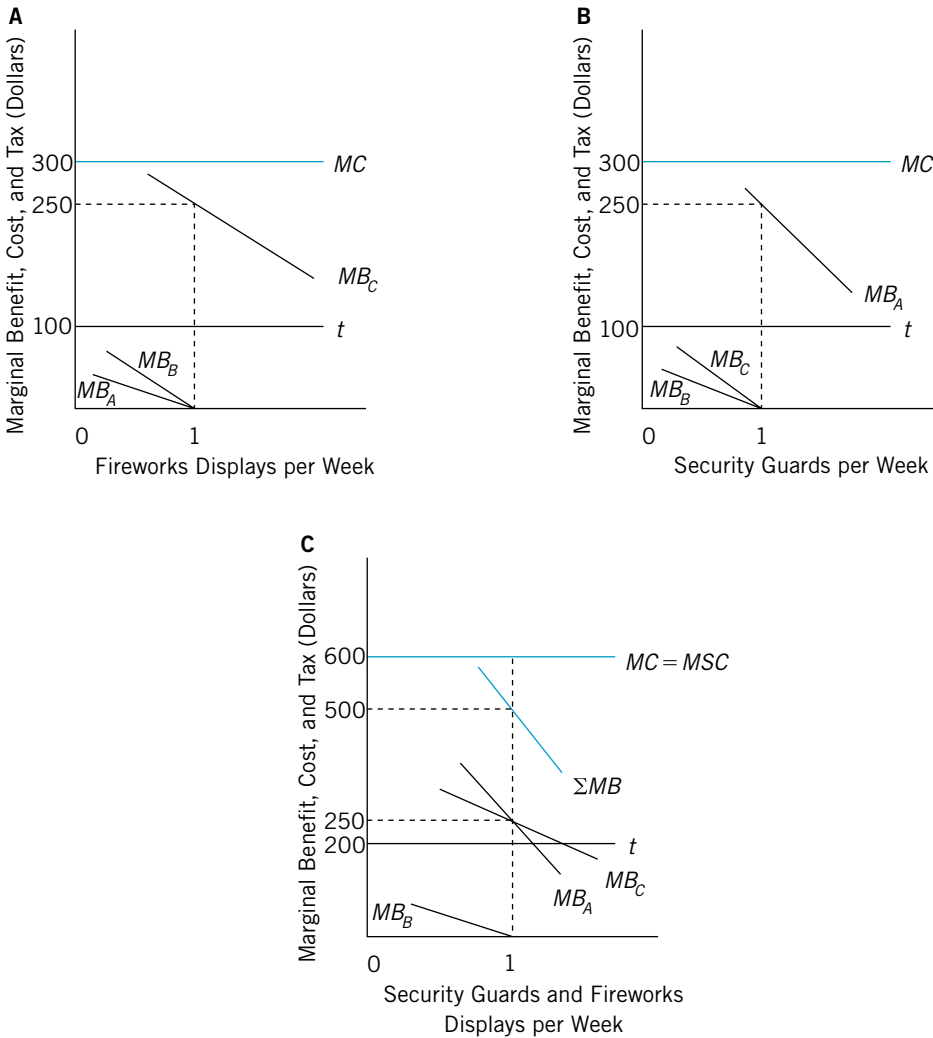 A
Marginal Benefit, Cost, and Tax (Dollars)
300
MC
250
MB_C
100
t
MB_B
MB_A
0
1
Fireworks Displays per Week
B
Marginal Benefit, Cost, and Tax (Dollars)
300
MC
250
MB_A
100
t
MB_C
MB_B
0
1
Security Guards per Week
C
Marginal Benefit, Cost, and Tax (Dollars)
600
MC = MSC
500
ΣMB
250
200
t
MB_C
MB_A
MB_B
0
1
Security Guards and Fireworks
Displays per Week